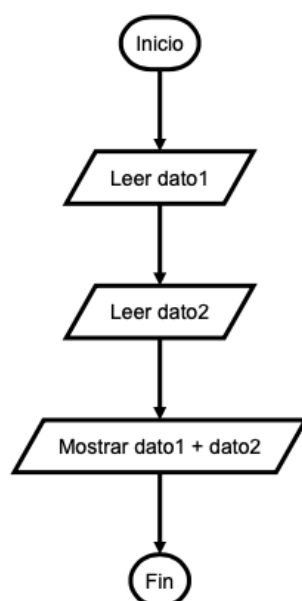 Inicio
Leer dato1
Leer dato2
Mostrar dato1 + dato2
Fin